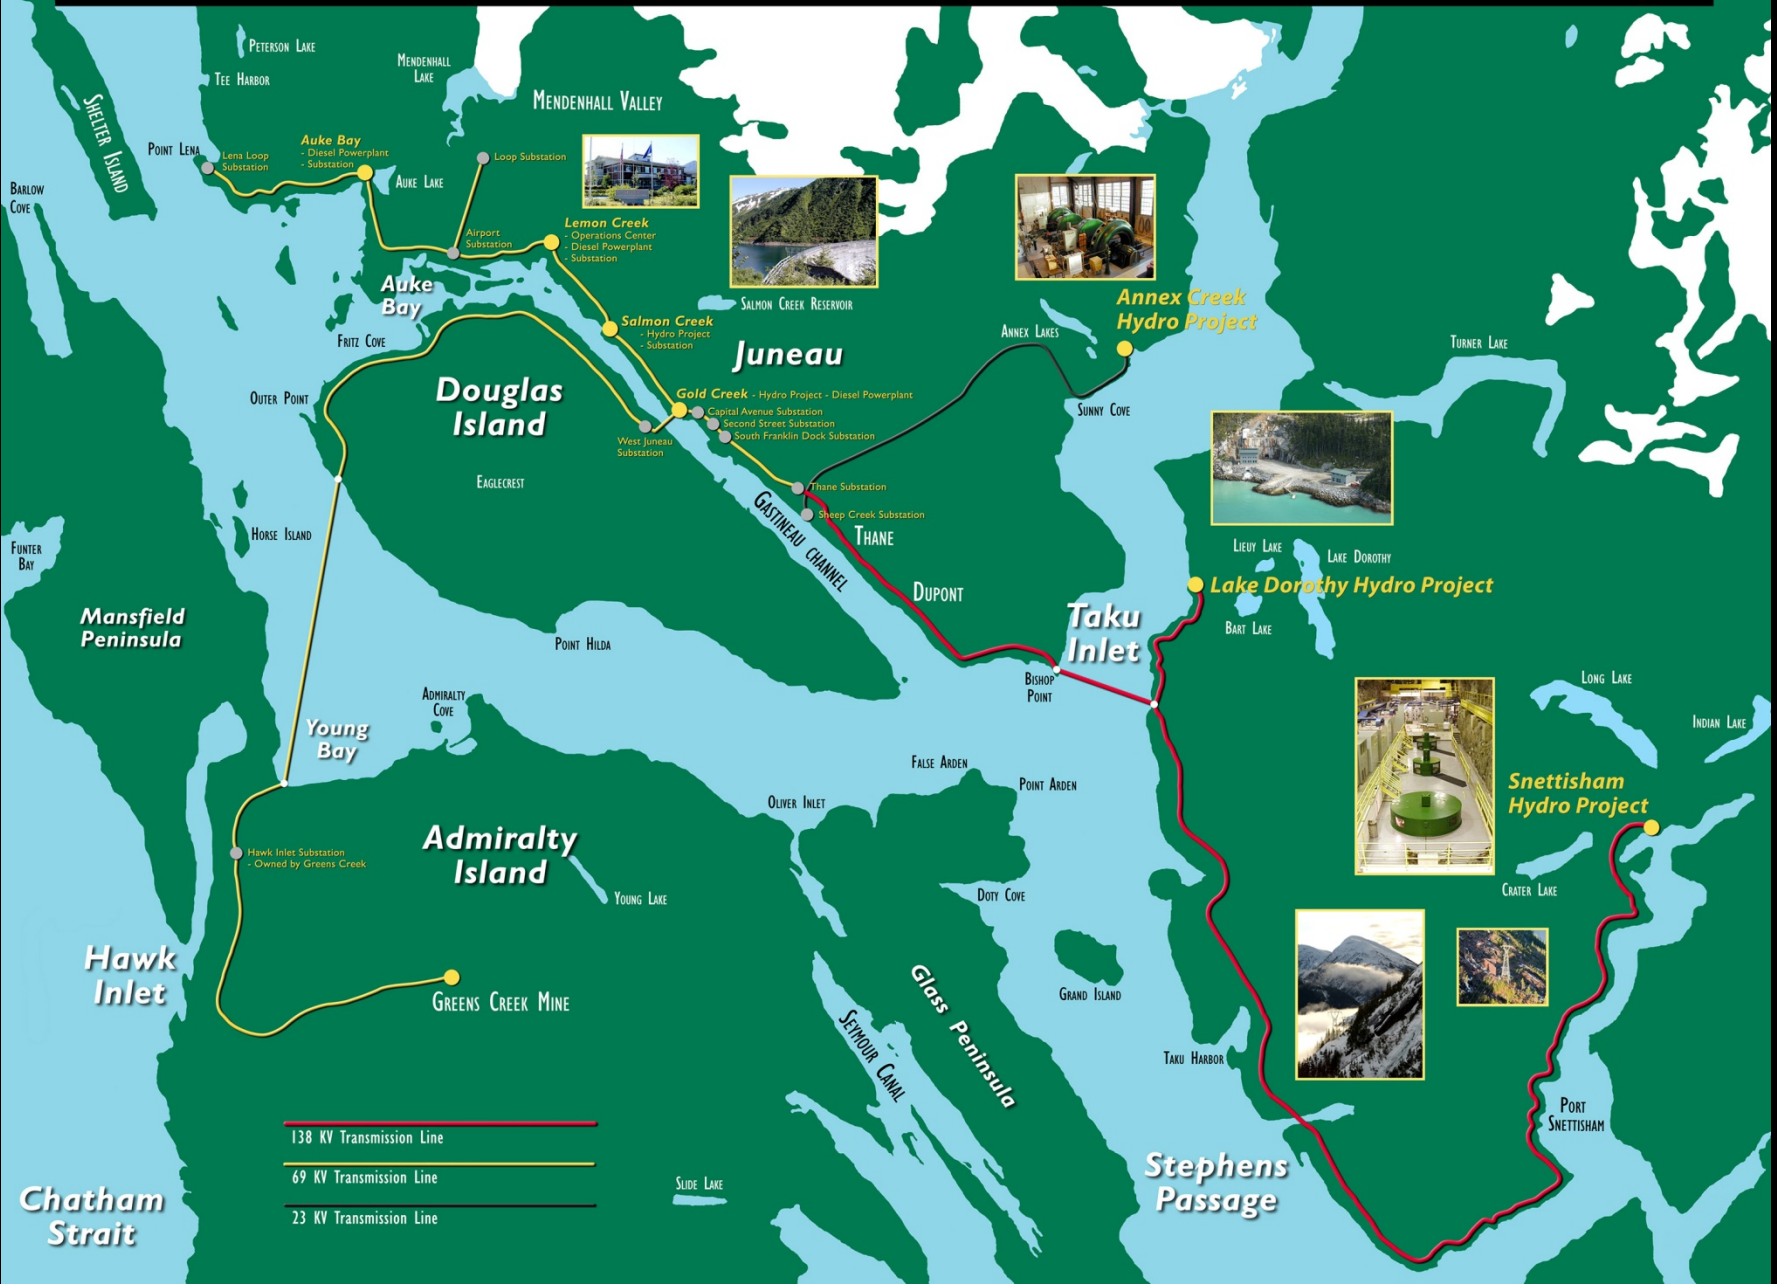 Peterson Lake
Tee Harbor
Mendenhall
Lake
Mendenhall Valley
Shelter Island
Point Lena
Lena Loop
Substation
Auke Bay
- Diesel Powerplant
- Substation
Loop Substation
Auke Lake
Barlow
Cove
Airport
Substation
Lemon Creek
- Operations Center
- Diesel Powerplant
- Substation
Auke
Bay
Salmon Creek Reservoir
Annex Creek
Hydro Project
Salmon Creek
- Hydro Project
- Substation
Fritz Cove
Juneau
Annex Lakes
Turner Lake
Outer Point
Douglas
Island
Gold Creek - Hydro Project - Diesel Powerplant
Capital Avenue Substation
Second Street Substation
South Franklin Dock Substation
Sunny Cove
West Juneau
Substation
Eaglecrest
Thane Substation
Gastineau Channel
Sheep Creek Substation
Thane
Horse Island
Funter
Bay
Lieuy Lake
Lake Dorothy
Lake Dorothy Hydro Project
Dupont
Mansfield
Peninsula
Taku
Inlet
Bart Lake
Point Hilda
Bishop
Point
Long Lake
Admiralty
Cove
Indian Lake
Young
Bay
False Arden
Point Arden
Oliver Inlet
Snettisham
Hydro Project
Admiralty
Island
Hawk Inlet Substation
- Owned by Greens Creek
Young Lake
Doty Cove
Crater Lake
Hawk
Inlet
Greens Creek Mine
Grand Island
Glass Peninsula
Seymour Canal
Taku Harbor
Port
Snettisham
138 KV Transmission Line
69 KV Transmission Line
23 KV Transmission Line
Stephens
Passage
Slide Lake
Chatham
Strait